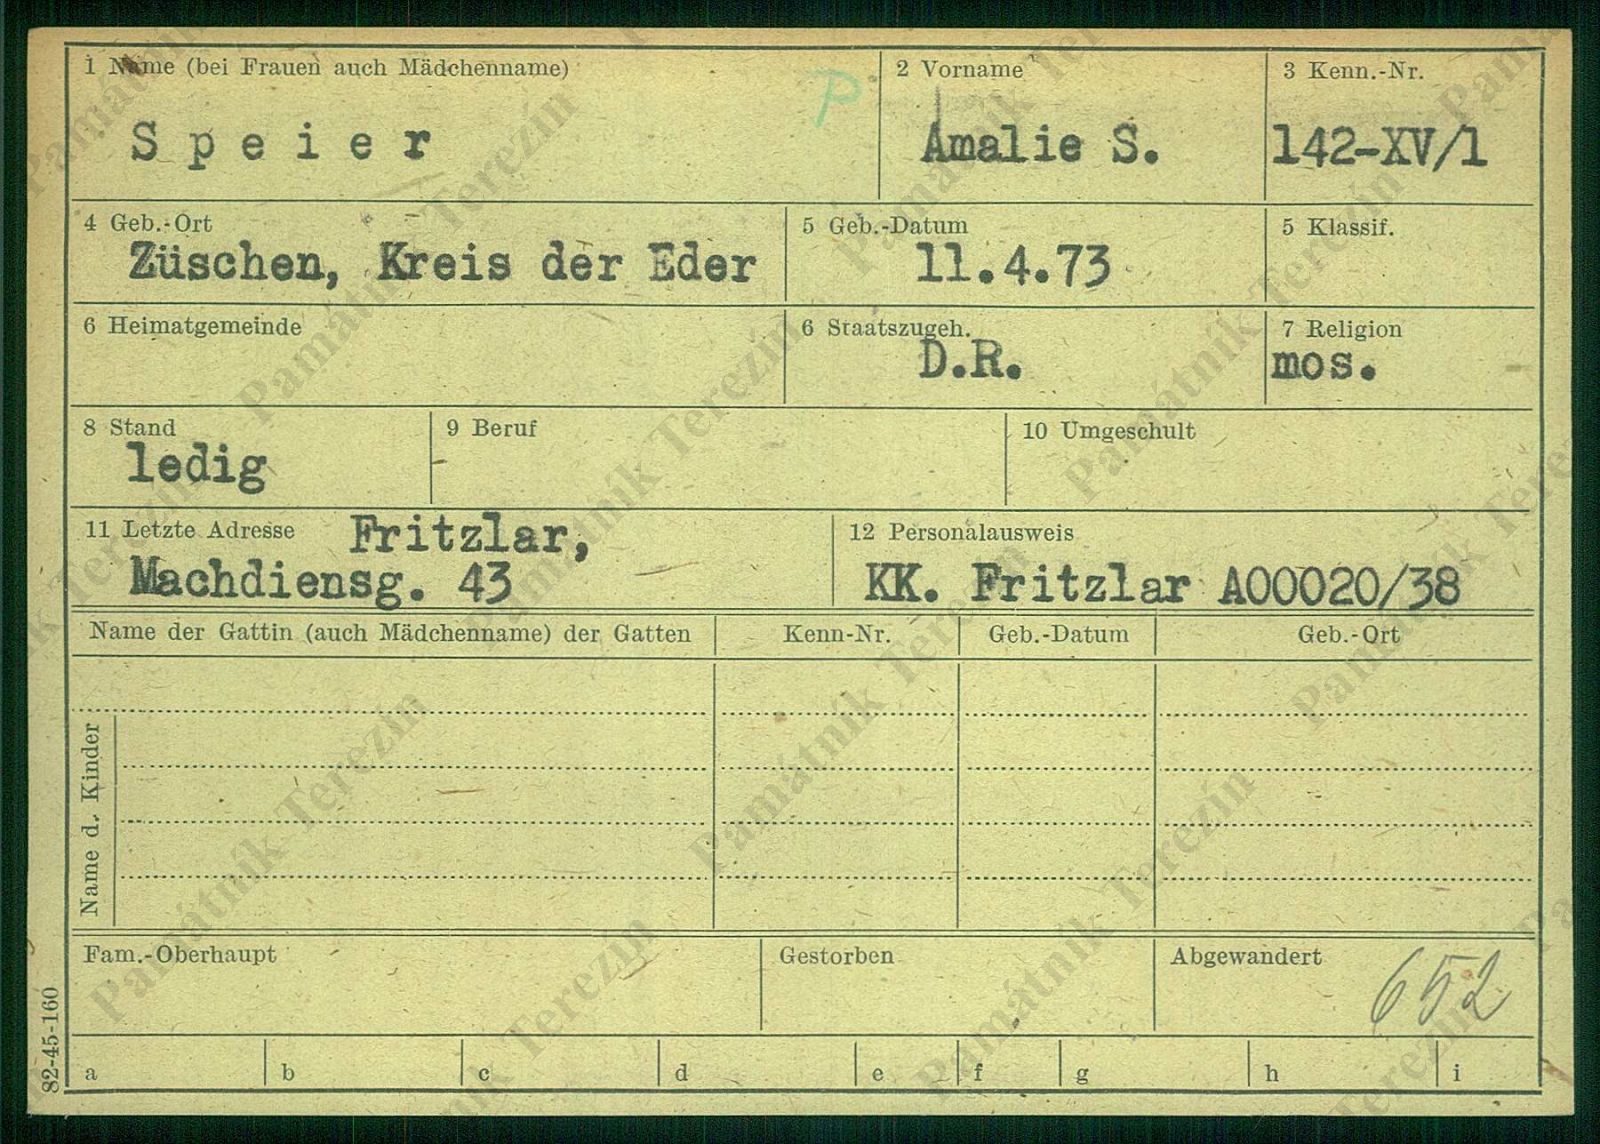 1 Name (bei Frauen auch Mädchenname)
Speier
P
2 Vorname
Amalie S.
3 Kenn.-Nr.
142-XV/1
4 Geb.-Ort
Züschen, Kreis der Eder
5 Geb.-Datum
11.4.73
5 Klassif.
6 Heimatgemeinde
6 Staatszugeh.
D.R.
7 Religion
mos.
8 Stand
ledig
9 Beruf
10 Umgeschult
11 Letzte Adresse Fritzlar,
Machdiensg. 43
12 Personalausweis
KK. Fritzlar A00020/38
Name der Gattin (auch Mädchenname) der Gatten
Kenn-Nr.
Geb.-Datum
Geb.-Ort
Name d. Kinder
Fam.-Oberhaupt
Gestorben
Abgewandert
652
a b c d e f g h i
82-45-160
Památník Terezín